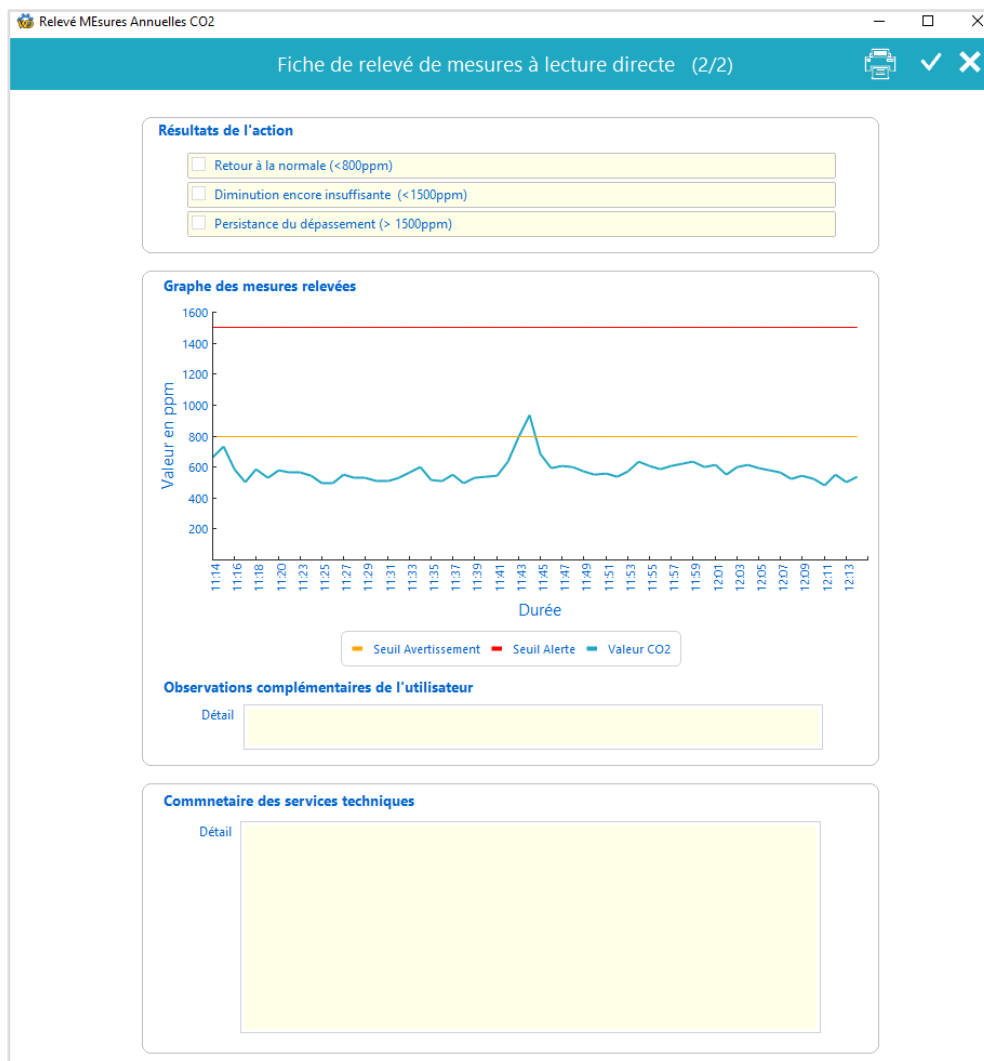 Relevé MEsures Annuelles CO2
Fiche de relevé de mesures à lecture directe (2/2)
Résultats de l'action
Retour à la normale (<800ppm)
Diminution encore insuffisante (<1500ppm)
Persistance du dépassement (> 1500ppm)
Graphe des mesures relevées
1600
1400
1200
1000
800
600
400
200
Valeur en ppm
11:14 11:16 11:18 11:20 11:23 11:25 11:27 11:29 11:31 11:33 11:35 11:37 11:39 11:41 11:43 11:45 11:47 11:49 11:51 11:53 11:55 11:57 11:59 12:01 12:03 12:05 12:07 12:09 12:11 12:13
Durée
Seuil Avertissement Seuil Alerte Valeur CO2
Observations complémentaires de l'utilisateur
Détail
Commnetaire des services techniques
Détail